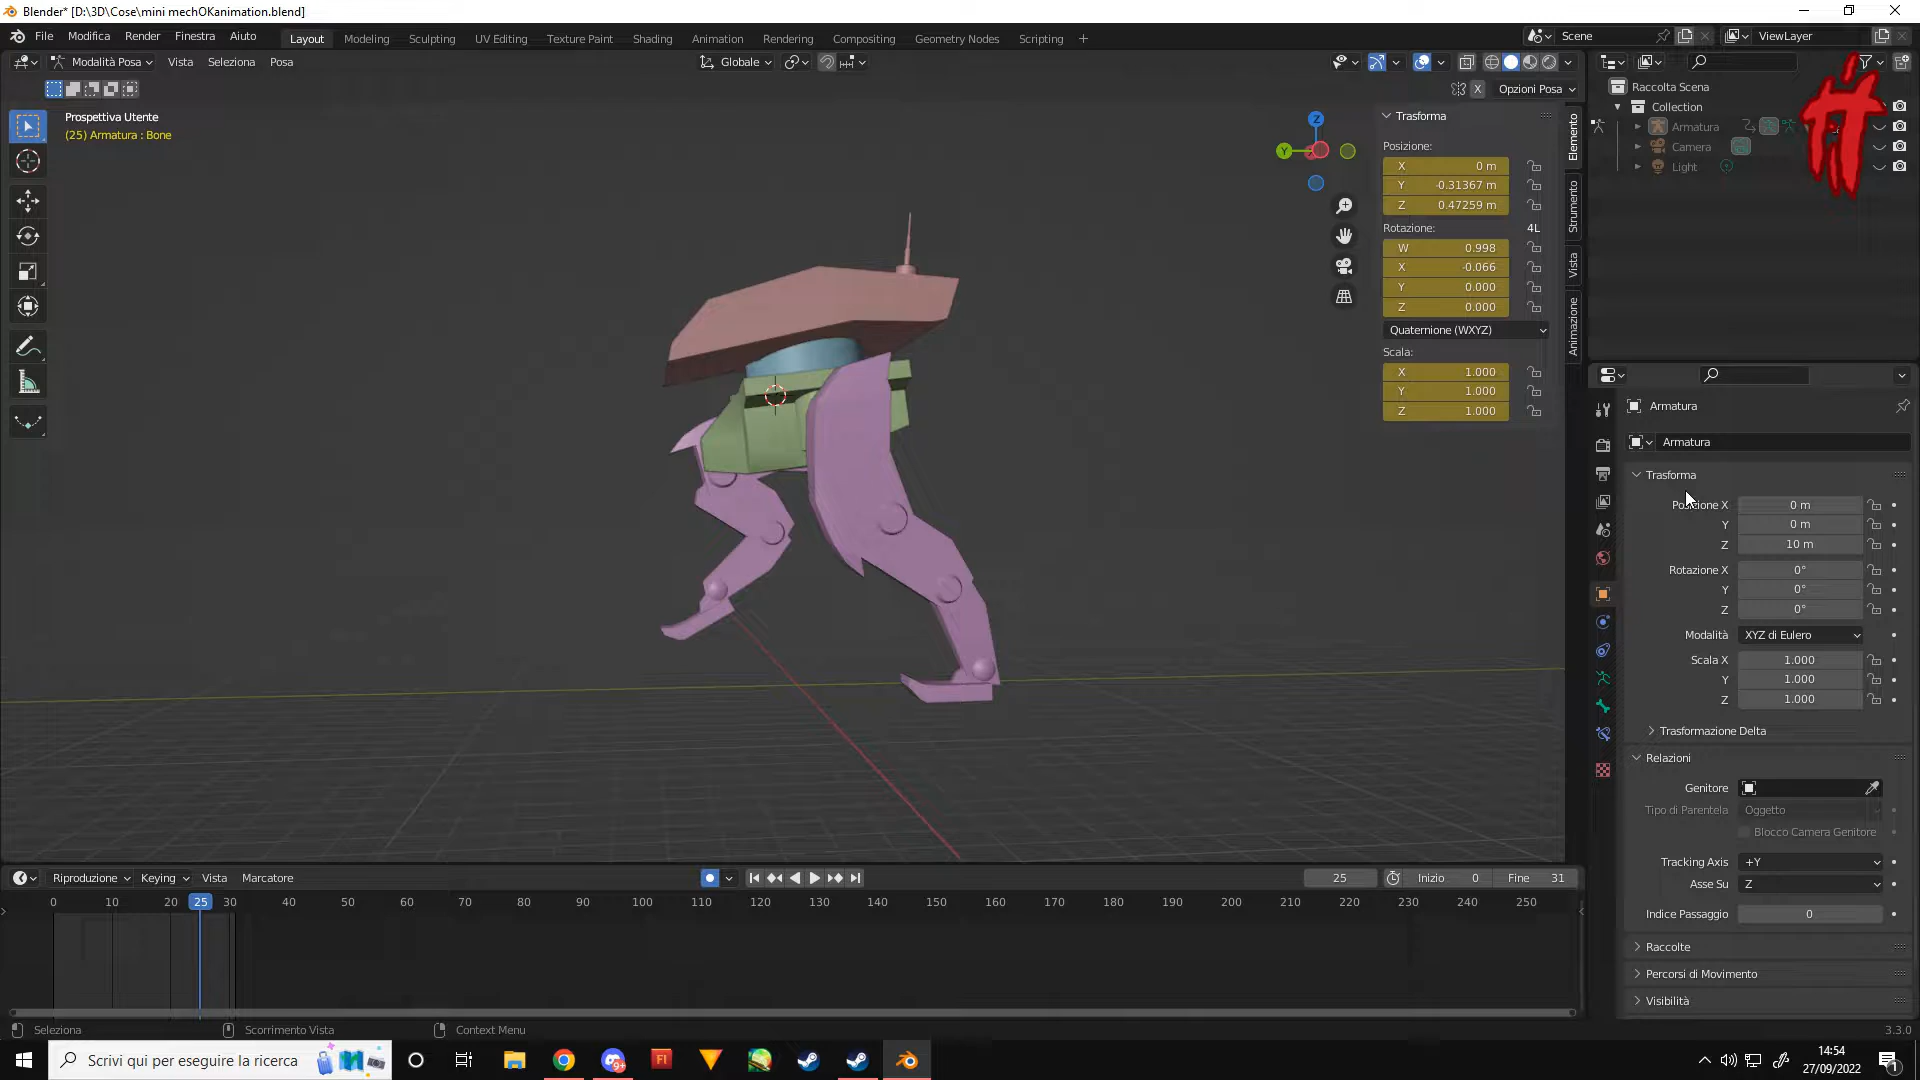 Blender* [D:\3D\Cose\mini mechOKanimation.blend]
File Modifica Render Finestra Aiuto Layout Modeling Sculpting UV Editing Texture Paint Shading Animation Rendering Compositing Geometry Nodes Scripting + Scene ViewLayer
Modalità Posa Vista Seleziona Posa Globale
X Opzioni Posa
Prospettiva Utente
(25) Armatura : Bone
Z
Y
Trasforma
Posizione:
X 0 m
Y -0.31367 m
Z 0.47259 m
Rotazione: 4L
W 0.998
X -0.066
Y 0.000
Z 0.000
Quaternione (WXYZ)
Scala:
X 1.000
Y 1.000
Z 1.000
Elemento
Strumento
Vista
Animazione
Raccolta Scena
Collection
Armatura
Camera
Light
Armatura
Armatura
Trasforma
Posizione X 0 m
Y 0 m
Z 10 m
Rotazione X 0°
Y 0°
Z 0°
Modalità XYZ di Eulero
Scala X 1.000
Y 1.000
Z 1.000
Trasformazione Delta
Relazioni
Genitore
Tipo di Parentela Oggetto
Blocco Camera Genitore
Tracking Axis +Y
Asse Su Z
Indice Passaggio 0
Raccolte
Percorsi di Movimento
Visibilità
Riproduzione Keying Vista Marcatore 25 Inizio 0 Fine 31
0 10 20 25 30 40 50 60 70 80 90 100 110 120 130 140 150 160 170 180 190 200 210 220 230 240 250
Seleziona Scorrimento Vista Context Menu 3.3.0
Scrivi qui per eseguire la ricerca
9+
Fl
14:54
27/09/2022
1